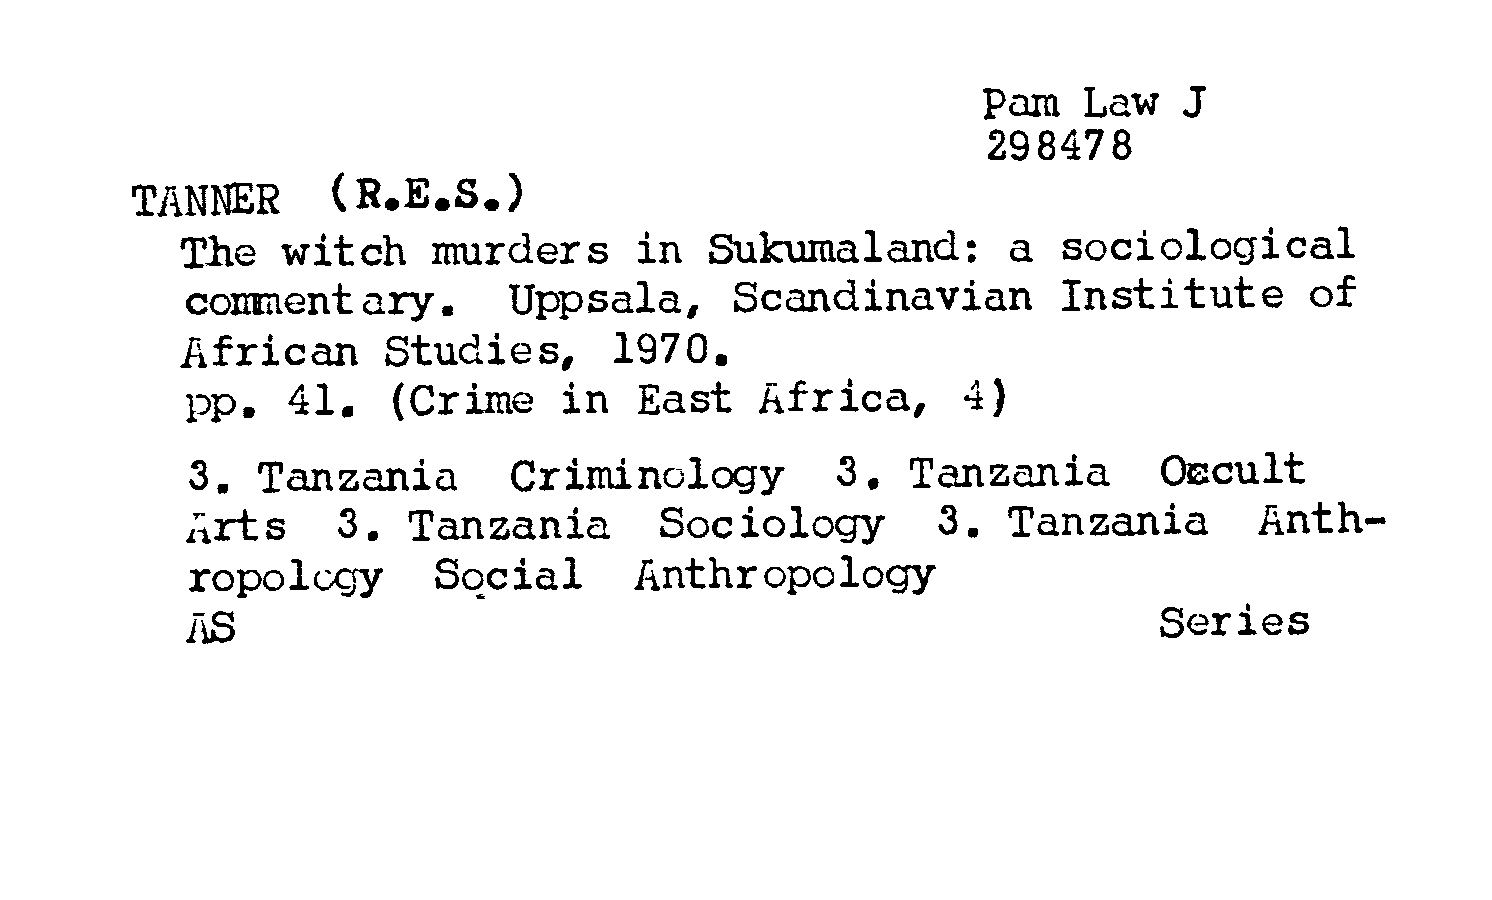 Pam Law J
298478
TANNER (R.E.S.)
The witch murders in Sukumaland: a sociological
commentary. Uppsala, Scandinavian Institute of
African Studies, 1970.
pp. 41. (Crime in East Africa, 4)
3. Tanzania Criminology 3. Tanzania Occult
Arts 3. Tanzania Sociology 3. Tanzania Anth-
ropology Social Anthropology
AS Series